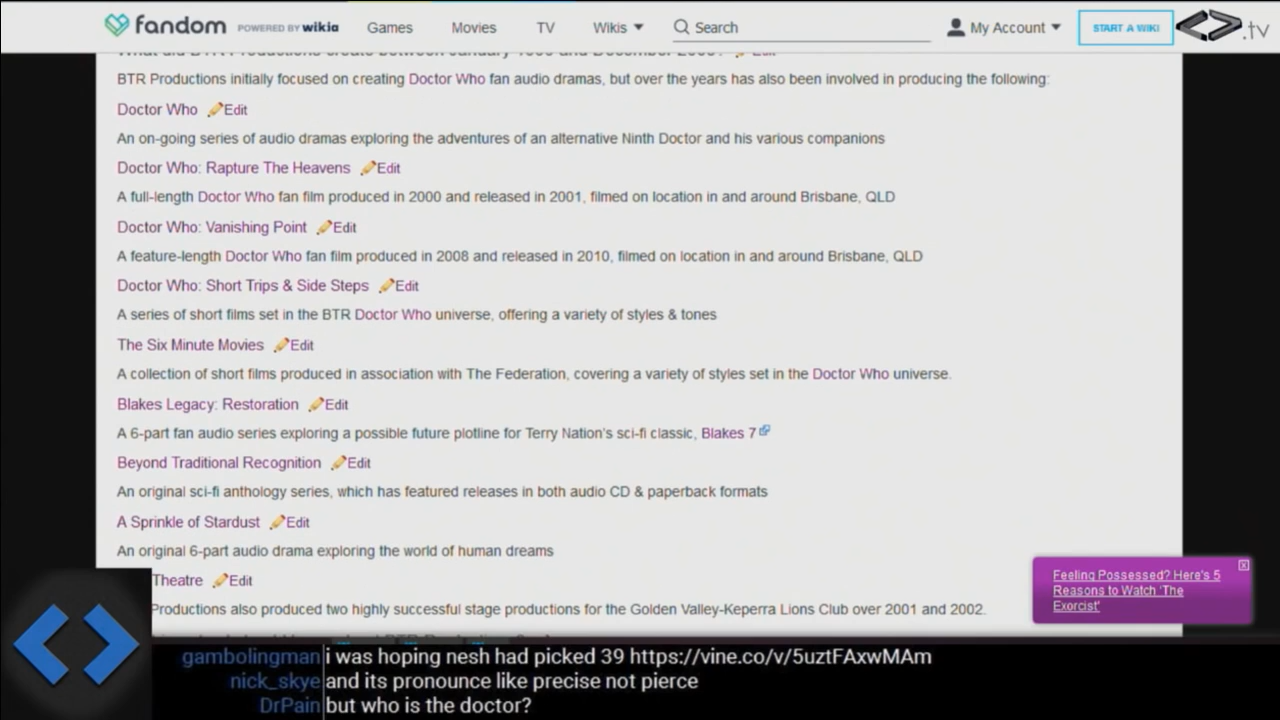 fandom POWERED BY wikia Games Movies TV Wikis Search My Account START A WIKI <>.tv
BTR Productions initially focused on creating Doctor Who fan audio dramas, but over the years has also been involved in producing the following:
Doctor Who Edit
An on-going series of audio dramas exploring the adventures of an alternative Ninth Doctor and his various companions
Doctor Who: Rapture The Heavens Edit
A full-length Doctor Who fan film produced in 2000 and released in 2001, filmed on location in and around Brisbane, QLD
Doctor Who: Vanishing Point Edit
A feature-length Doctor Who fan film produced in 2008 and released in 2010, filmed on location in and around Brisbane, QLD
Doctor Who: Short Trips & Side Steps Edit
A series of short films set in the BTR Doctor Who universe, offering a variety of styles & tones
The Six Minute Movies Edit
A collection of short films produced in association with The Federation, covering a variety of styles set in the Doctor Who universe.
Blakes Legacy: Restoration Edit
A 6-part fan audio series exploring a possible future plotline for Terry Nation's sci-fi classic, Blakes 7
Beyond Traditional Recognition Edit
An original sci-fi anthology series, which has featured releases in both audio CD & paperback formats
A Sprinkle of Stardust Edit
An original 6-part audio drama exploring the world of human dreams
Theatre Edit
Productions also produced two highly successful stage productions for the Golden Valley-Keperra Lions Club over 2001 and 2002.
Feeling Possessed? Here's 5
Reasons to Watch 'The
Exorcist'
gambolingman i was hoping nesh had picked 39 https://vine.co/v/5uztFAxwMAm
nick_skye and its pronounce like precise not pierce
DrPain but who is the doctor?